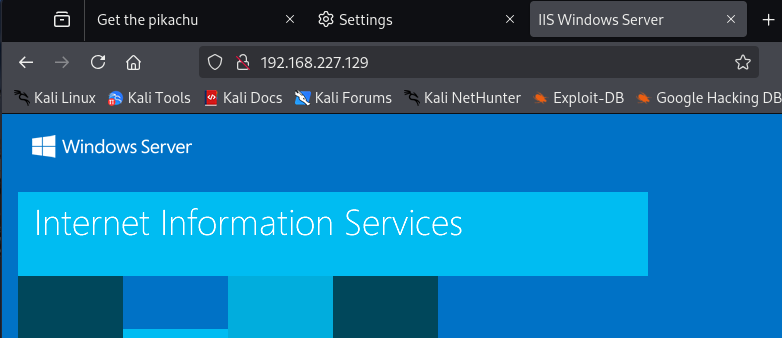 Get the pikachu
Settings
IIS Windows Server
192.168.227.129
Kali Linux
Kali Tools
Kali Docs
Kali Forums
Kali NetHunter
Exploit-DB
Google Hacking DB
Windows Server
Internet Information Services